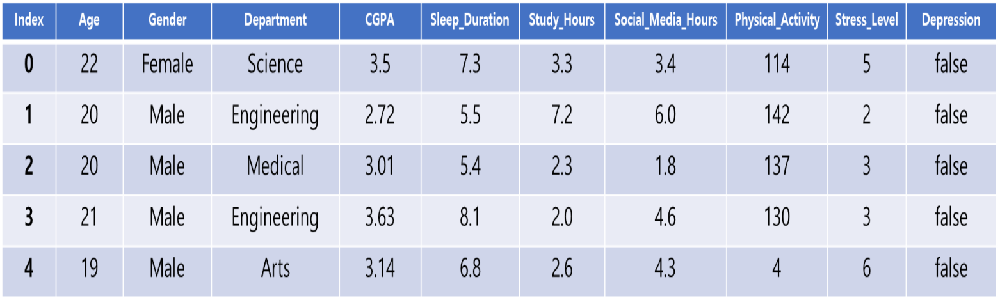 Index Age Gender Department CGPA Sleep_Duration Study_Hours Social_Media_Hours Physical_Activity Stress_Level Depression
0 22 Female Science 3.5 7.3 3.3 3.4 114 5 false
1 20 Male Engineering 2.72 5.5 7.2 6.0 142 2 false
2 20 Male Medical 3.01 5.4 2.3 1.8 137 3 false
3 21 Male Engineering 3.63 8.1 2.0 4.6 130 3 false
4 19 Male Arts 3.14 6.8 2.6 4.3 4 6 false